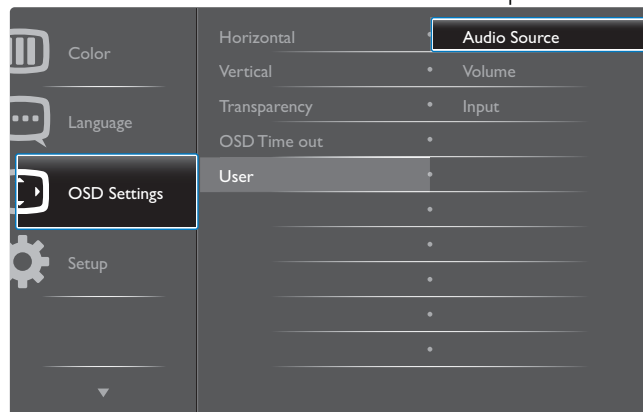 Color
Language
OSD Settings
Setup
Horizontal
Vertical
Transparency
OSD Time out
User
Audio Source
Volume
Input